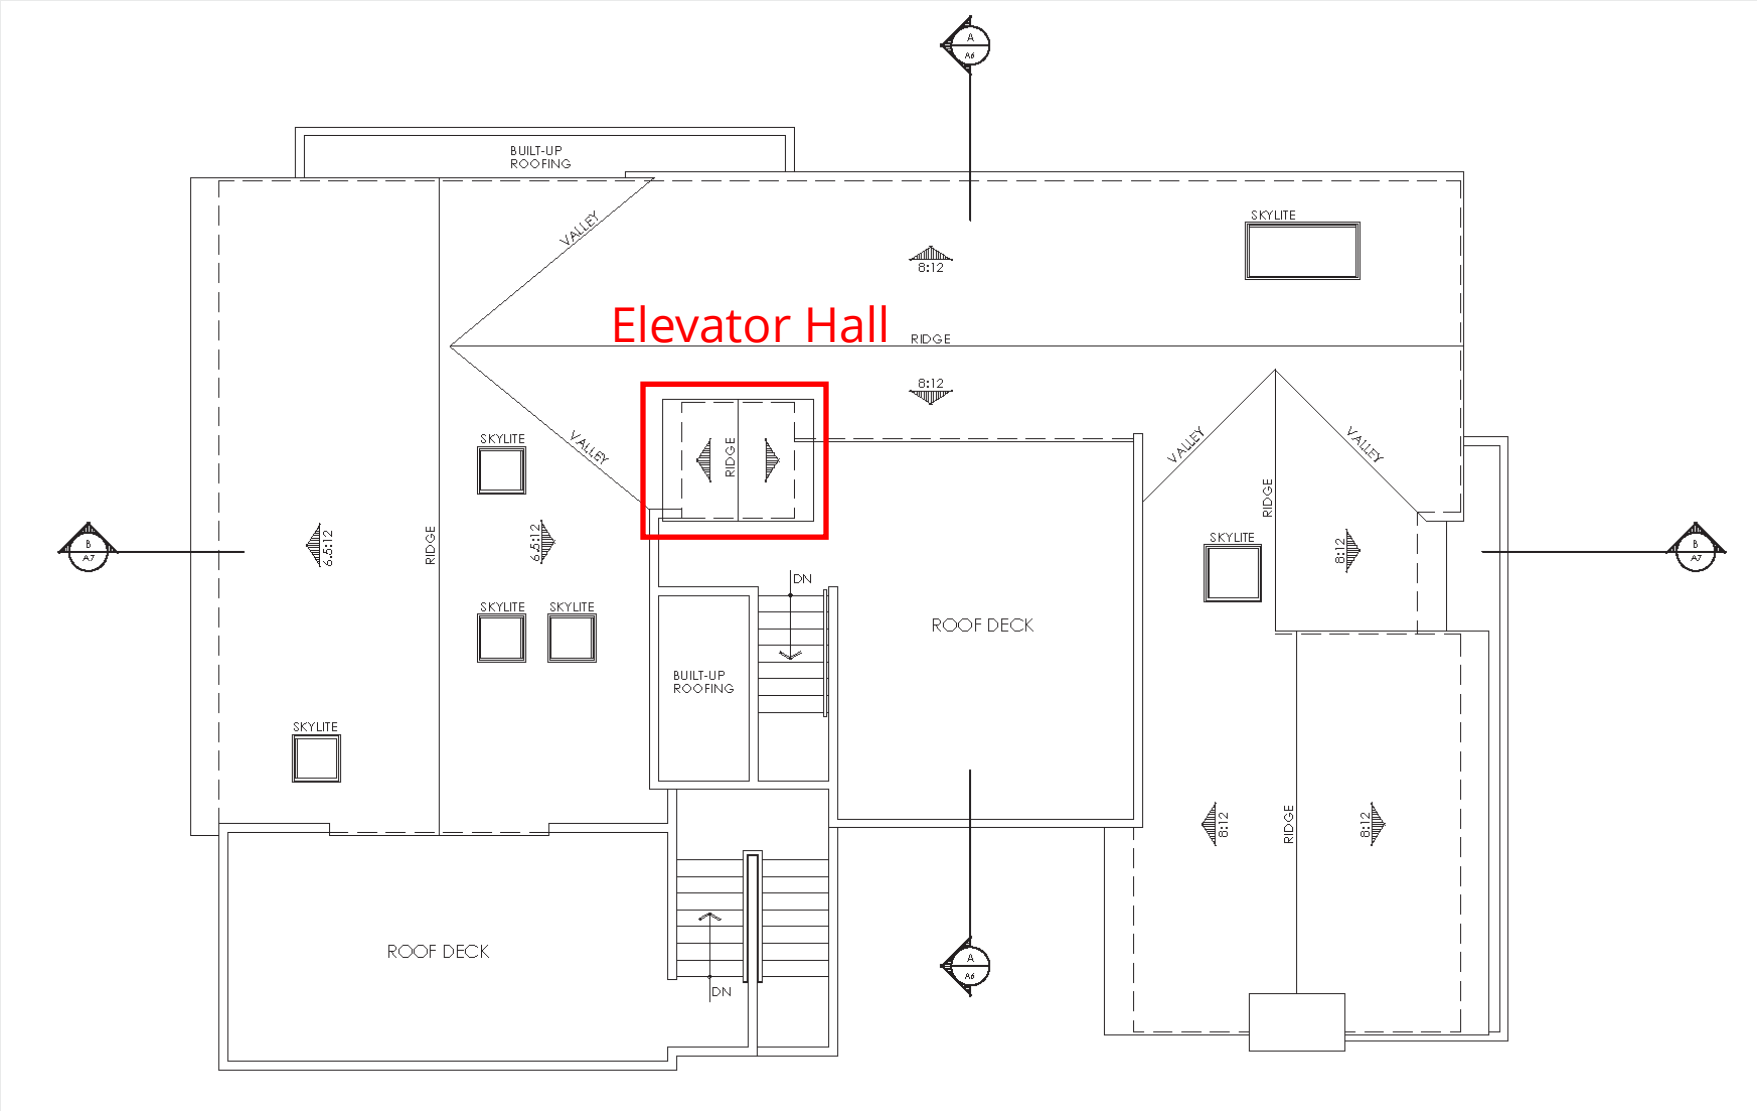 A
A6
BUILT-UP
ROOFING
VALLEY
SKYLITE
8:12
Elevator Hall
RIDGE
8:12
SKYLITE
VALLEY
RIDGE
VALLEY
VALLEY
RIDGE
B
A7
6.5:12
RIDGE
6.5:12
SKYLITE
8:12
B
A7
DN
SKYLITE
SKYLITE
ROOF DECK
BUILT-UP
ROOFING
SKYLITE
8:12
RIDGE
8:12
ROOF DECK
A
A6
DN